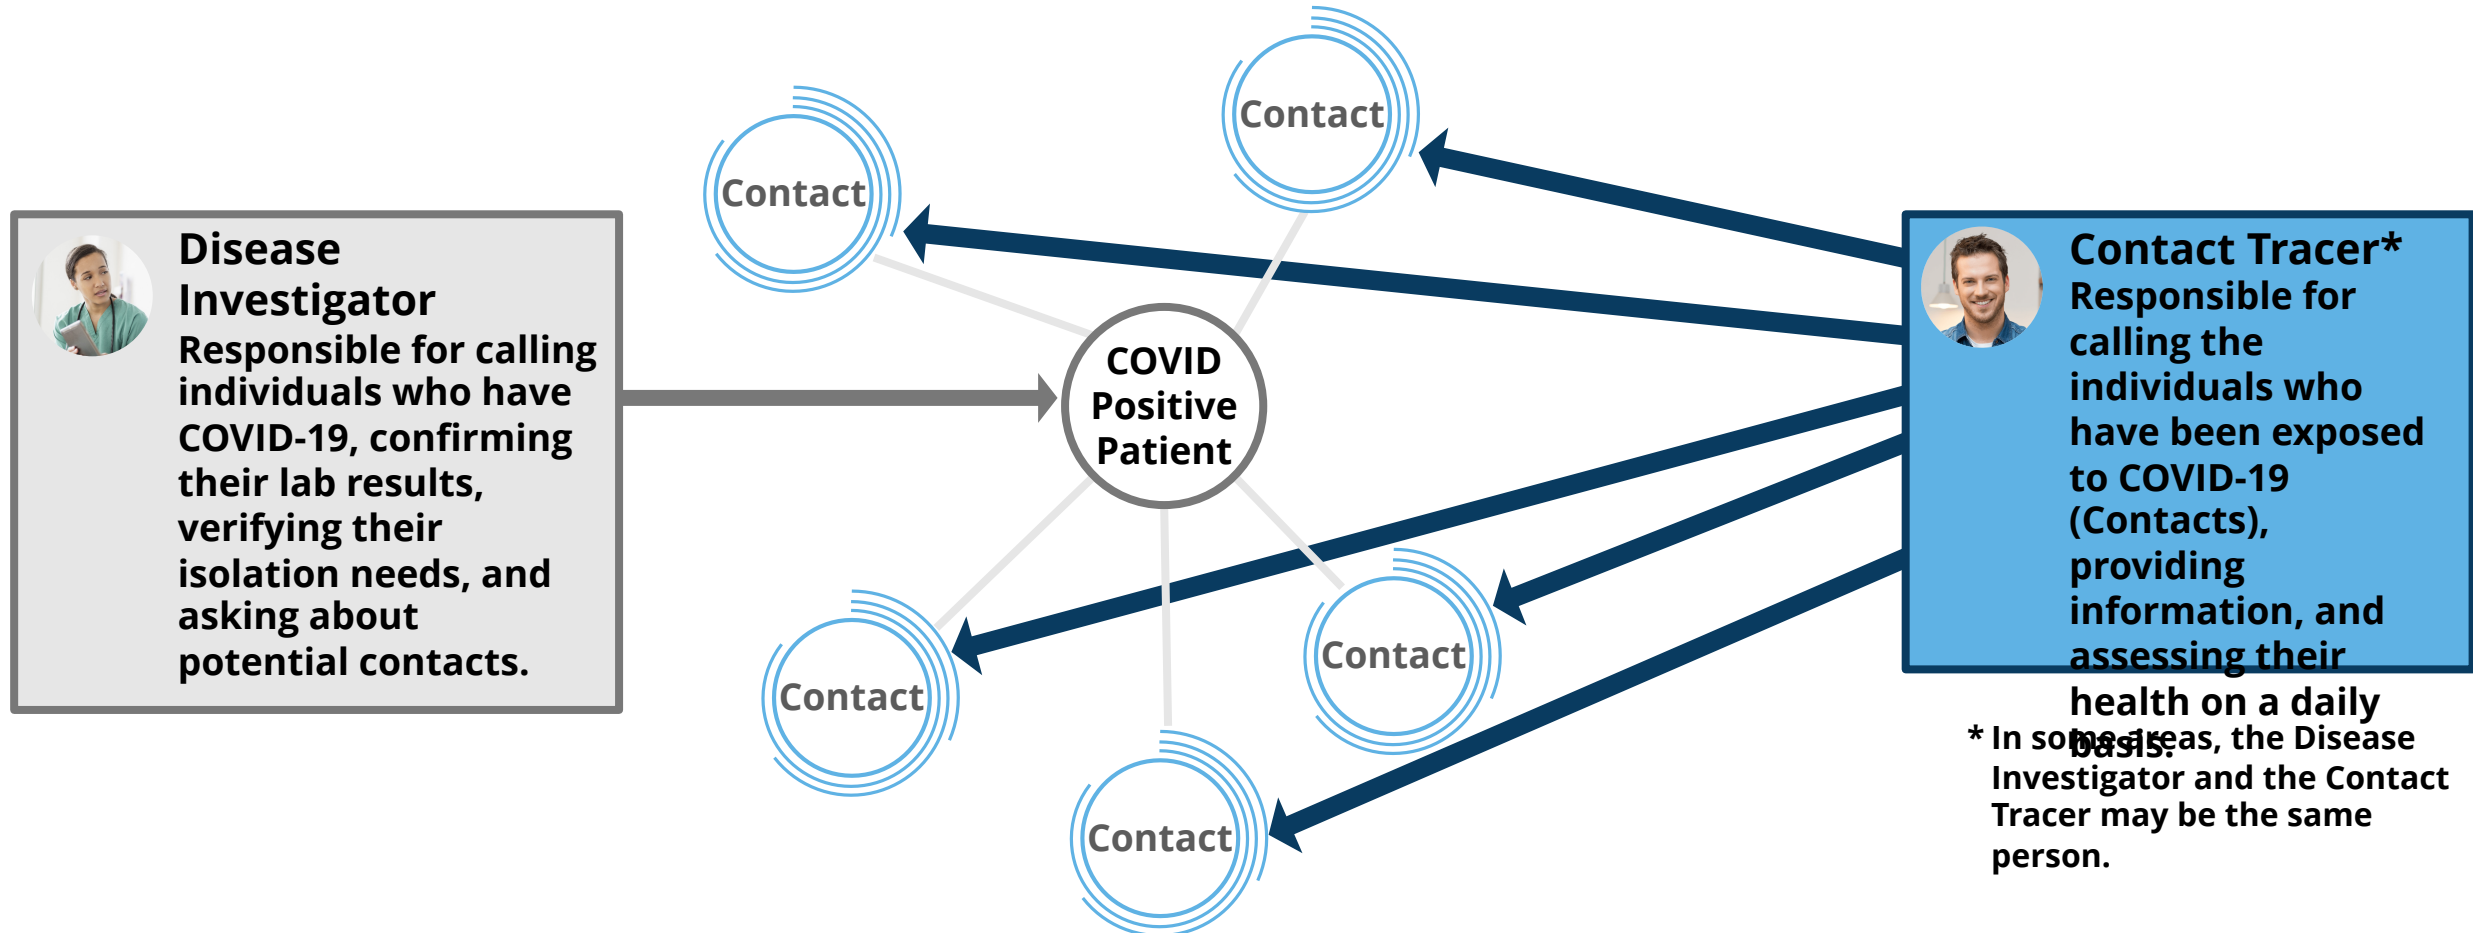 Disease
Investigator
Responsible for calling
individuals who have
COVID-19, confirming
their lab results,
verifying their
isolation needs, and
asking about
potential contacts.
Contact
Contact
COVID
Positive
Patient
Contact
Contact
Contact
Contact Tracer*
Responsible for
calling the
individuals who
have been exposed
to COVID-19
(Contacts),
providing
information, and
assessing their
health on a daily
basis.
* In some areas, the Disease
Investigator and the Contact
Tracer may be the same
person.